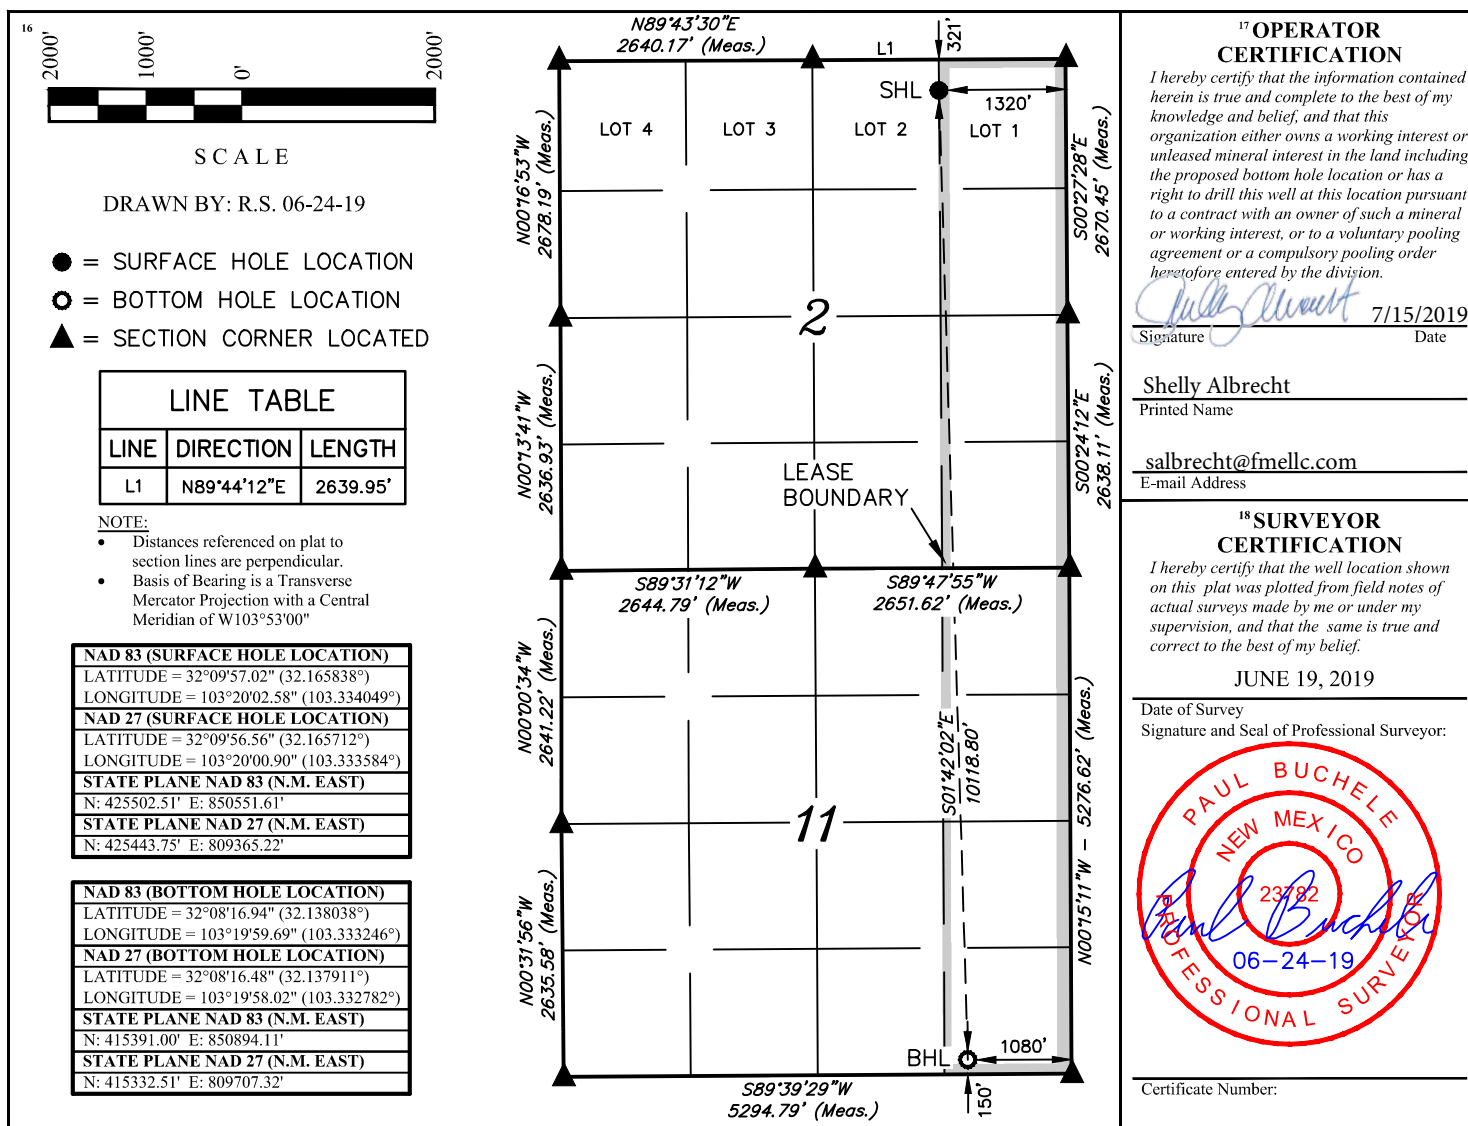 16
2000'
1000'
0'
2000'
SCALE
DRAWN BY: R.S. 06-24-19
= SURFACE HOLE LOCATION
= BOTTOM HOLE LOCATION
= SECTION CORNER LOCATED
LINE TABLE
LINE DIRECTION LENGTH
L1 N89°44'12"E 2639.95'
NOTE:
• Distances referenced on plat to
section lines are perpendicular.
• Basis of Bearing is a Transverse
Mercator Projection with a Central
Meridian of W103°53'00"
NAD 83 (SURFACE HOLE LOCATION)
LATITUDE = 32°09'57.02" (32.165838°)
LONGITUDE = 103°20'02.58" (103.334049°)
NAD 27 (SURFACE HOLE LOCATION)
LATITUDE = 32°09'56.56" (32.165712°)
LONGITUDE = 103°20'00.90" (103.333584°)
STATE PLANE NAD 83 (N.M. EAST)
N: 425502.51' E: 850551.61'
STATE PLANE NAD 27 (N.M. EAST)
N: 425443.75' E: 809365.22'
NAD 83 (BOTTOM HOLE LOCATION)
LATITUDE = 32°08'16.94" (32.138038°)
LONGITUDE = 103°19'59.69" (103.333246°)
NAD 27 (BOTTOM HOLE LOCATION)
LATITUDE = 32°08'16.48" (32.137911°)
LONGITUDE = 103°19'58.02" (103.332782°)
STATE PLANE NAD 83 (N.M. EAST)
N: 415391.00' E: 850894.11'
STATE PLANE NAD 27 (N.M. EAST)
N: 415332.51' E: 809707.32'
N89°43'30"E
2640.17' (Meas.)
L1
321'
SHL
1320'
LOT 4
LOT 3
LOT 2
LOT 1
N00°16'53"W
2678.19' (Meas.)
S00°27'28"E
2670.45' (Meas.)
2
N00°13'41"W
2636.93' (Meas.)
S00°24'12"E
2638.11' (Meas.)
LEASE
BOUNDARY
S89°31'12"W
2644.79' (Meas.)
S89°47'55"W
2651.62' (Meas.)
N00°00'34"W
2641.22' (Meas.)
S01°42'02"E
10118.80'
N00°15'11"W – 5276.62' (Meas.)
11
N00°31'56"W
2635.58' (Meas.)
BHL
1080'
S89°39'29"W
5294.79' (Meas.)
150'
17 OPERATOR
CERTIFICATION
I hereby certify that the information contained
herein is true and complete to the best of my
knowledge and belief, and that this
organization either owns a working interest or
unleased mineral interest in the land including
the proposed bottom hole location or has a
right to drill this well at this location pursuant
to a contract with an owner of such a mineral
or working interest, or to a voluntary pooling
agreement or a compulsory pooling order
heretofore entered by the division.
7/15/2019
Signature Date
Shelly Albrecht
Printed Name
salbrecht@fmellc.com
E-mail Address
18 SURVEYOR
CERTIFICATION
I hereby certify that the well location shown
on this plat was plotted from field notes of
actual surveys made by me or under my
supervision, and that the same is true and
correct to the best of my belief.
JUNE 19, 2019
Date of Survey
Signature and Seal of Professional Surveyor:
PAUL BUCHELE
NEW MEXICO
23782
Paul Buchele
06-24-19
PROFESSIONAL SURVEYOR
Certificate Number: